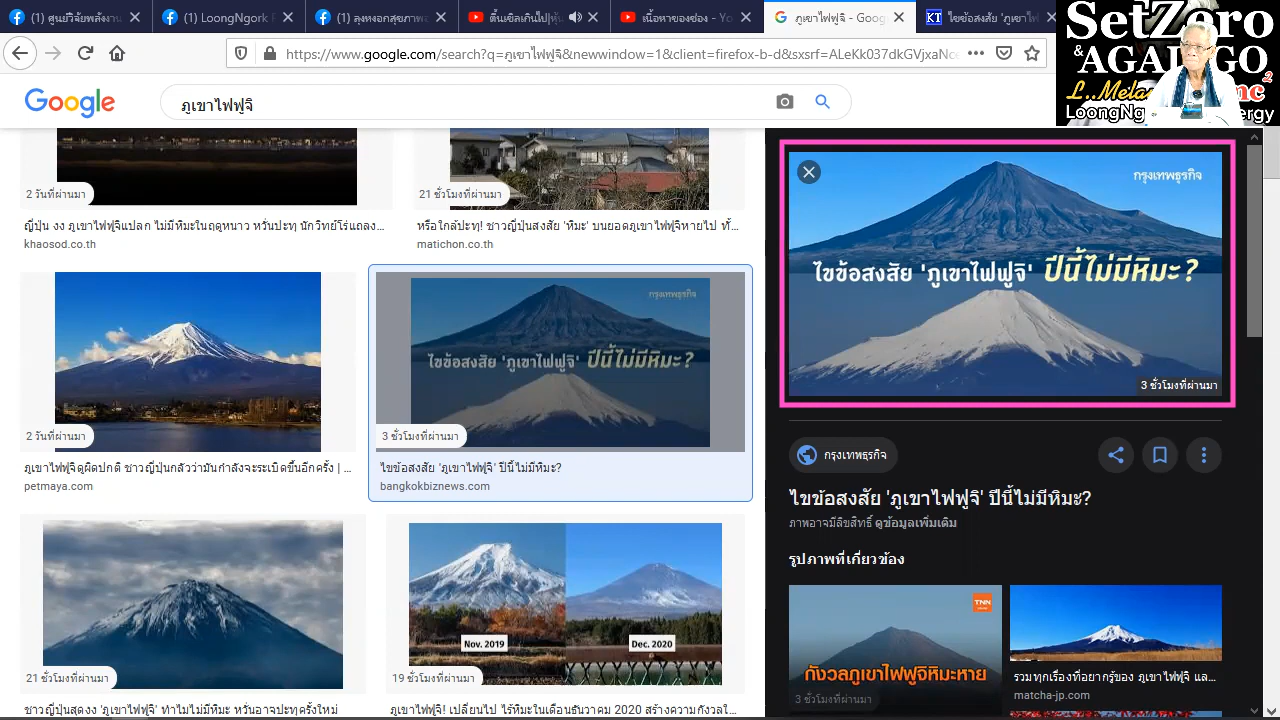 (1) ศูนย์วิจัยพลังงาน
(1) LoongNgork
(1) ลุงหงอกสุขภาพ
ตื่นเซิลเกินไป
เนื้อหาของช่อง - Yo
ภูเขาไฟฟูจิ - Goog
ไขข้อสงสัย 'ภูเขาไฟ
SetZero
&
L..Mela
LoongNg
https://www.google.com/search?q=ภูเขาไฟฟูจิ&newwindow=1&client=firefox-b-d&sxsrf=ALeKk037dkGVjxaNce
Google
ภูเขาไฟฟูจิ
2 วันที่ผ่านมา
21 ชั่วโมงที่ผ่านมา
ญี่ปุ่น งง ภูเขาไฟฟูจิแปลก ไม่มีหิมะในฤดูหนาว หวั่นปะทุ นักวิทย์โร่แถลง...
khaosod.co.th
หรือใกล้ปะทุ! ชาวญี่ปุ่นสงสัย 'หิมะ' บนยอดภูเขาไฟฟูจิหายไป ทั้...
matichon.co.th
2 วันที่ผ่านมา
ภูเขาไฟฟูจิดูผิดปกติ ชาวญี่ปุ่นกลัวว่ามันกำลังจะระเบิดขึ้นอีกครั้ง | ...
petmaya.com
กรุงเทพธุรกิจ
ไขข้อสงสัย 'ภูเขาไฟฟูจิ' ปีนี้ไม่มีหิมะ?
3 ชั่วโมงที่ผ่านมา
ไขข้อสงสัย 'ภูเขาไฟฟูจิ' ปีนี้ไม่มีหิมะ?
bangkokbiznews.com
21 ชั่วโมงที่ผ่านมา
ชาวญี่ปุ่นสุดงง ภูเขาไฟฟูจิ ทำไมไม่มีหิมะ หวั่นอาจปะทุครั้งใหม่
Nov. 2019
Dec. 2020
19 ชั่วโมงที่ผ่านมา
ภูเขาไฟฟูจิ! เปลี่ยนไป ไร้หิมะในเดือนธันวาคม 2020 สร้างความกังวลใ...
กรุงเทพธุรกิจ
ไขข้อสงสัย 'ภูเขาไฟฟูจิ' ปีนี้ไม่มีหิมะ?
3 ชั่วโมงที่ผ่านมา
กรุงเทพธุรกิจ
ไขข้อสงสัย 'ภูเขาไฟฟูจิ' ปีนี้ไม่มีหิมะ?
ภาพอาจมีลิขสิทธิ์ ดูข้อมูลเพิ่มเติม
รูปภาพที่เกี่ยวข้อง
TNN
กังวลภูเขาไฟฟูจิหิมะหาย
3 ชั่วโมงที่ผ่านมา
รวมทุกเรื่องที่อยากรู้ของ ภูเขาไฟฟูจิ แล...
matcha-jp.com